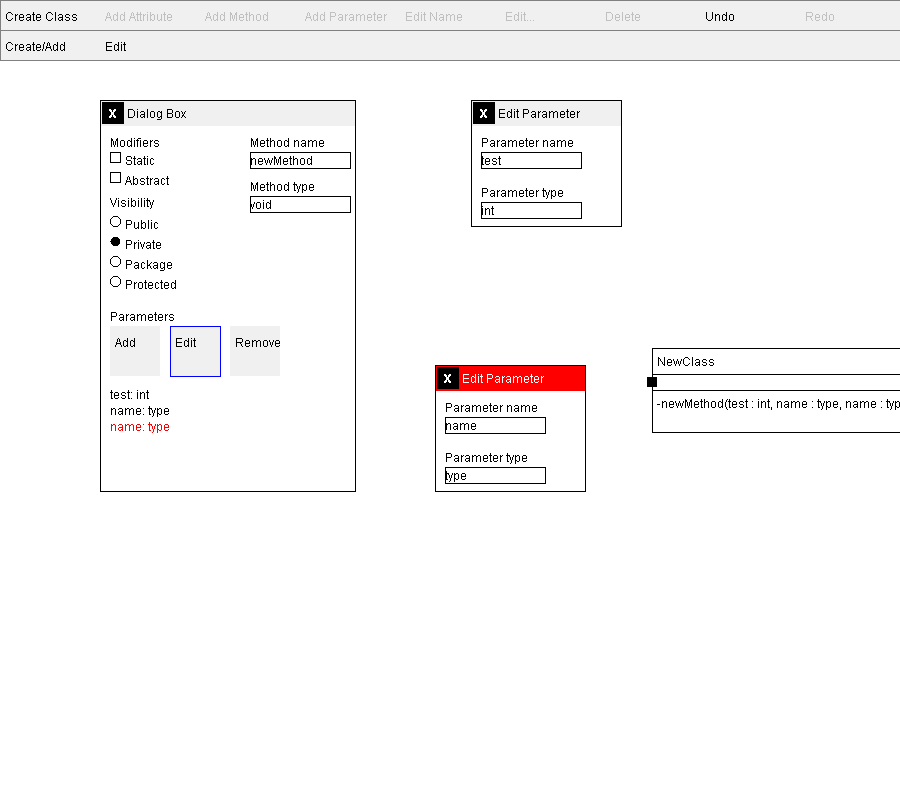 Create Class Add Attribute Add Method Add Parameter Edit Name Edit... Delete Undo Redo
Create/Add Edit
X Dialog Box
Modifiers
Static
Abstract
Visibility
Public
Private
Package
Protected
Method name
newMethod
Method type
void
Parameters
Add Edit Remove
test: int
name: type
name: type
X Edit Parameter
Parameter name
test
Parameter type
int
X Edit Parameter
Parameter name
name
Parameter type
type
NewClass
-newMethod(test : int, name : type, name : typ